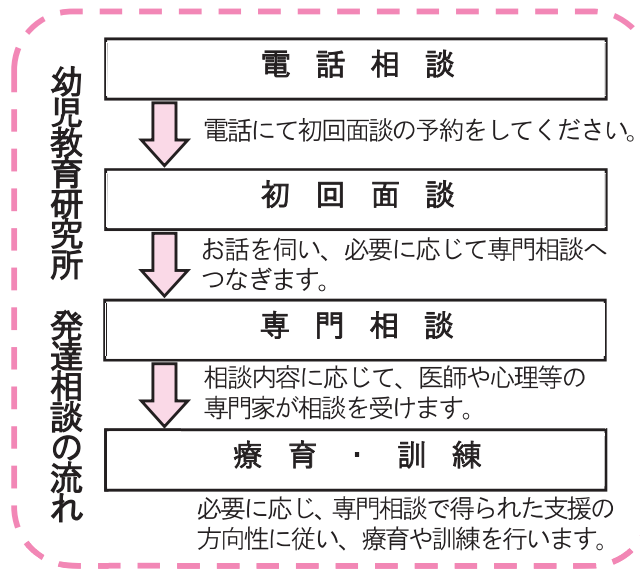 幼児教育研究所 発達相談の流れ
電話相談
電話にて初回面談の予約をしてください。
初回面談
お話を伺い、必要に応じて専門相談へ
つなぎます。
専門相談
相談内容に応じて、医師や心理等の
専門家が相談を受けます。
療育・訓練
必要に応じ、専門相談で得られた支援の
方向性に従い、療育や訓練を行います。